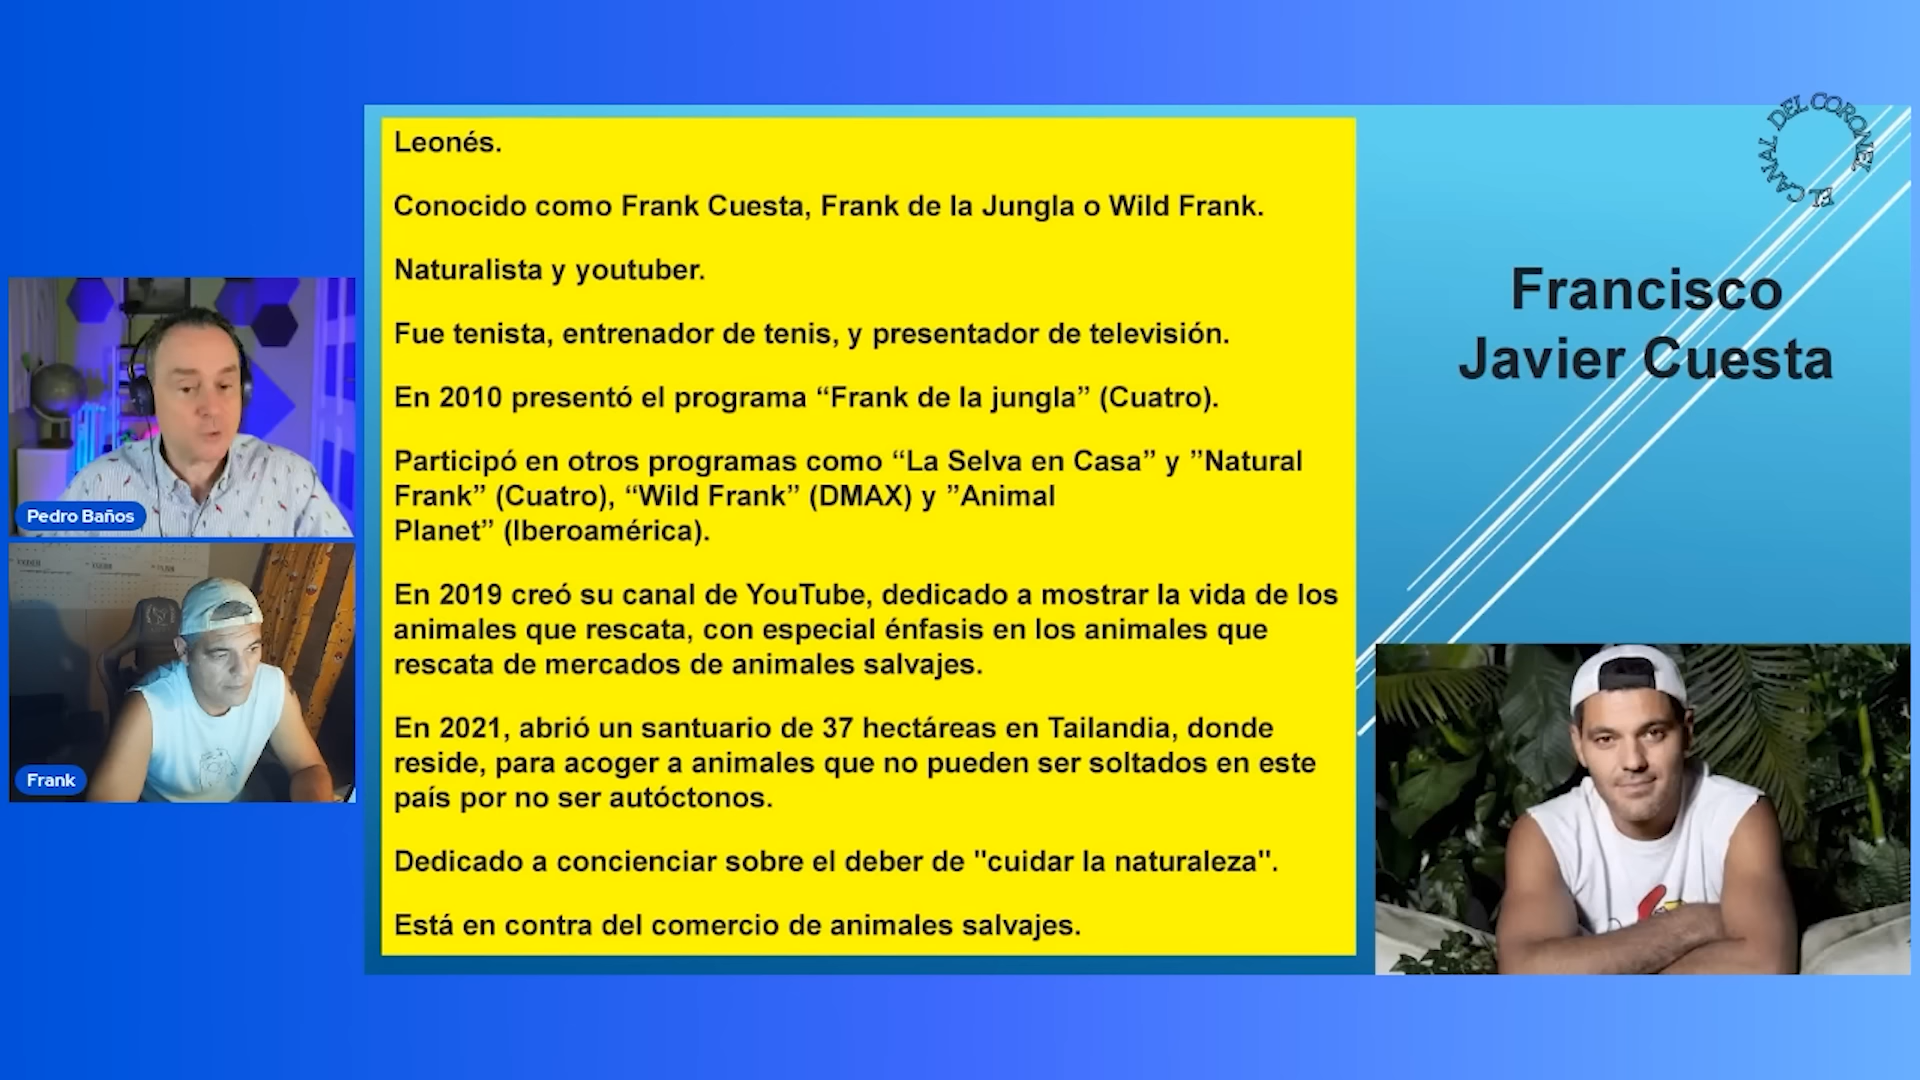 EL CANAL DEL CORONEL
Leonés.
Conocido como Frank Cuesta, Frank de la Jungla o Wild Frank.
Naturalista y youtuber.
Fue tenista, entrenador de tenis, y presentador de televisión.
En 2010 presentó el programa “Frank de la jungla” (Cuatro).
Participó en otros programas como “La Selva en Casa” y ”Natural
Frank” (Cuatro), “Wild Frank” (DMAX) y ”Animal
Planet” (Iberoamérica).
En 2019 creó su canal de YouTube, dedicado a mostrar la vida de los
animales que rescata, con especial énfasis en los animales que
rescata de mercados de animales salvajes.
En 2021, abrió un santuario de 37 hectáreas en Tailandia, donde
reside, para acoger a animales que no pueden ser soltados en este
país por no ser autóctonos.
Dedicado a concienciar sobre el deber de "cuidar la naturaleza".
Está en contra del comercio de animales salvajes.
Francisco
Javier Cuesta
Pedro Baños
Frank